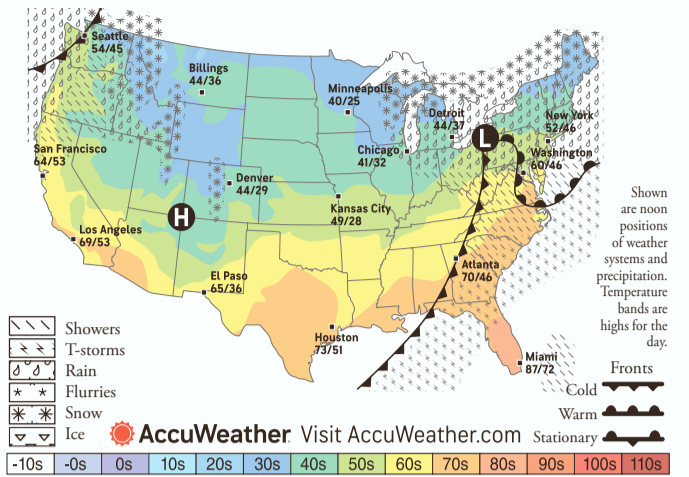 Seattle
54/45
Billings
44/36
Minneapolis
40/25
Detroit
44/37
New York
52/46
San Francisco
64/53
Chicago
41/32
L
Washington
60/46
Denver
44/29
H
Kansas City
49/28
Los Angeles
69/53
El Paso
65/36
Atlanta
70/46
Houston
73/51
Miami
87/72
Shown
are noon
positions
of weather
systems and
precipitation.
Temperature
bands are
highs for the
day.
Showers
T-storms
Rain
Flurries
Snow
Ice
Fronts
Cold
Warm
Stationary
AccuWeather Visit AccuWeather.com
-10s -0s 0s 10s 20s 30s 40s 50s 60s 70s 80s 90s 100s 110s